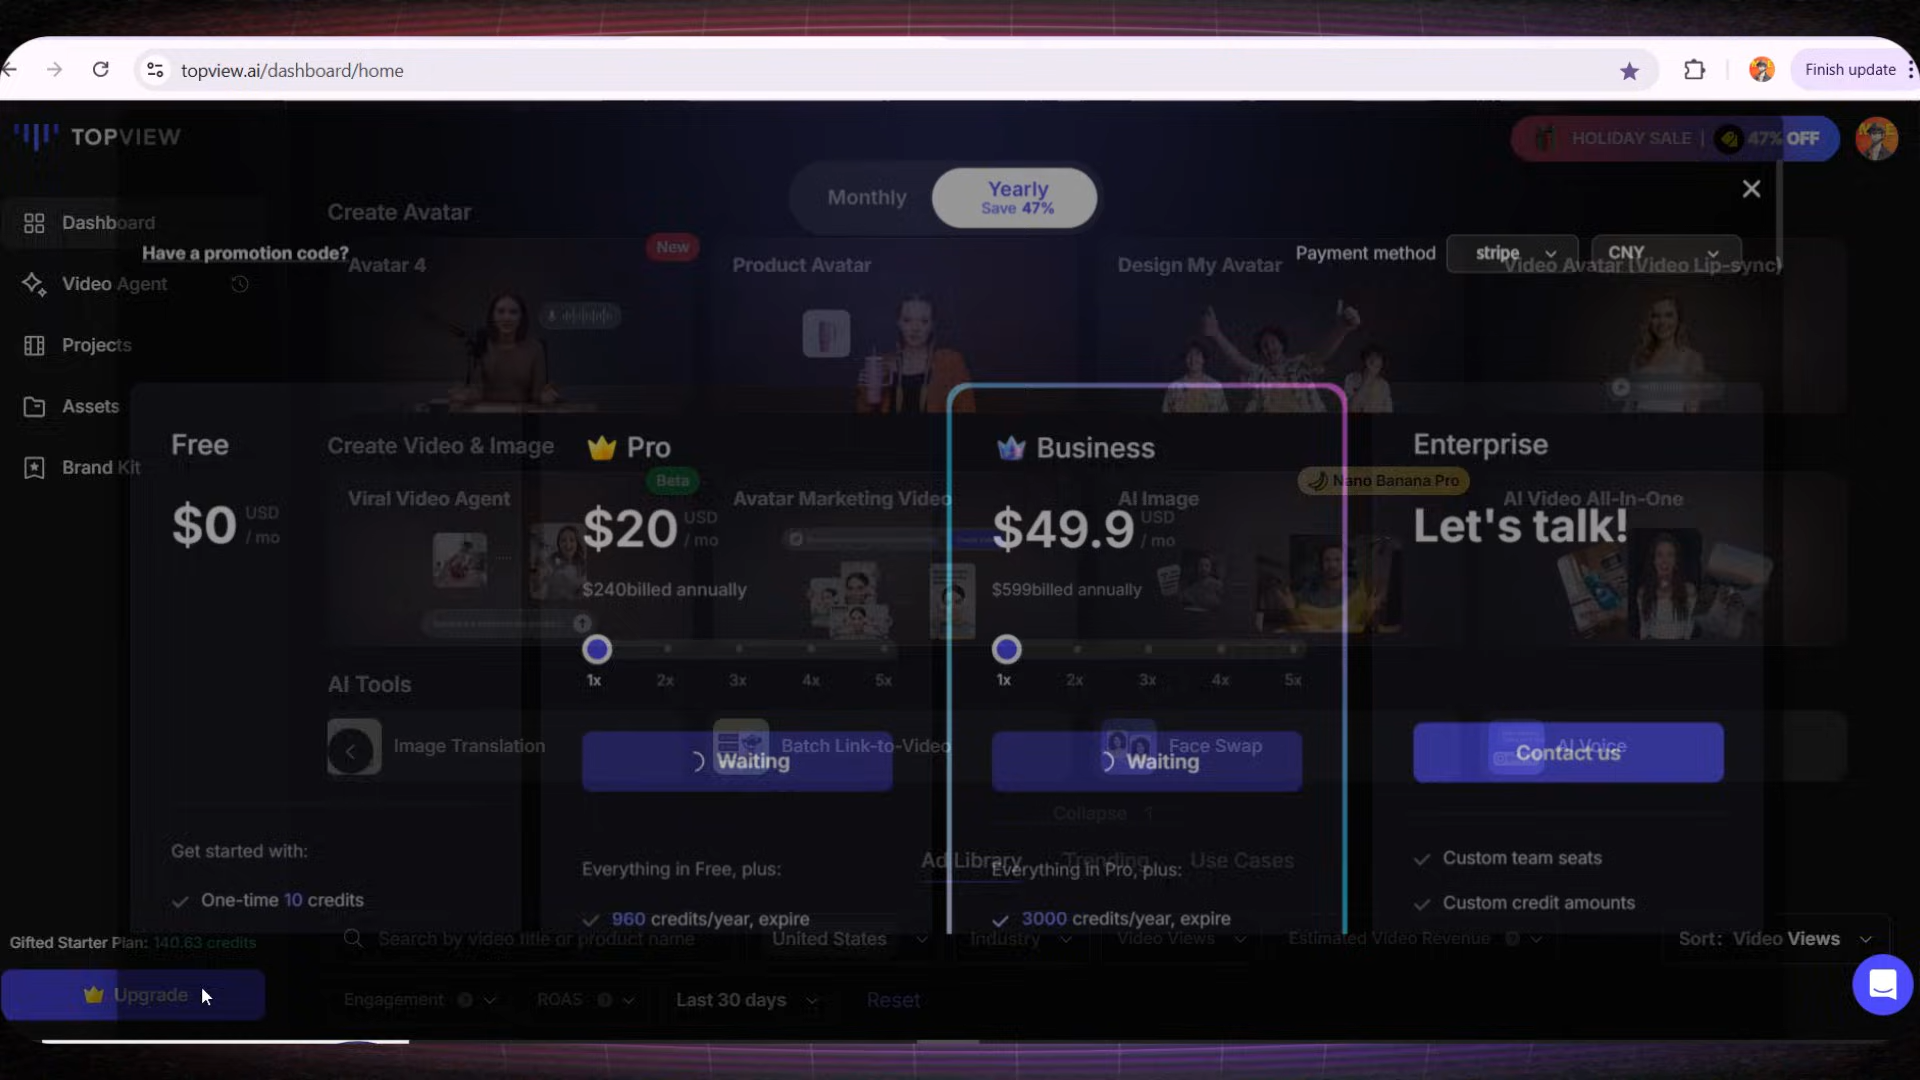 topview.ai/dashboard/home
Finish update
TOPVIEW
HOLIDAY SALE | 47% OFF
Monthly
Yearly
Save 47%
Create Avatar
Dashboard
Have a promotion code?
Payment method
stripe
CNY
New
Avatar 4
Product Avatar
Design My Avatar
Video Avatar (Video Lip-sync)
Video Agent
Projects
Assets
Brand Kit
Free
Create Video & Image
Pro
Business
Enterprise
Beta
Nano Banana Pro
Viral Video Agent
Avatar Marketing Video
AI Image
AI Video All-In-One
$0 USD / mo
$20 USD / mo
$49.9 USD / mo
Let's talk!
$240billed annually
$599billed annually
1x 2x 3x 4x 5x
1x 2x 3x 4x 5x
AI Tools
Image Translation
Batch Link-to-Video
Face Swap
AI Voice
Waiting
Waiting
Contact us
Collapse
Get started with:
Ad Library
Trending
Use Cases
Everything in Free, plus:
Everything in Pro, plus:
Custom team seats
One-time 10 credits
960 credits/year, expire
3000 credits/year, expire
Custom credit amounts
Gifted Starter Plan: 140.63 credits
Search by video title or product name
United States
Industry
Video Views
Estimated Video Revenue
Sort: Video Views
Upgrade
Engagement
ROAS
Last 30 days
Reset